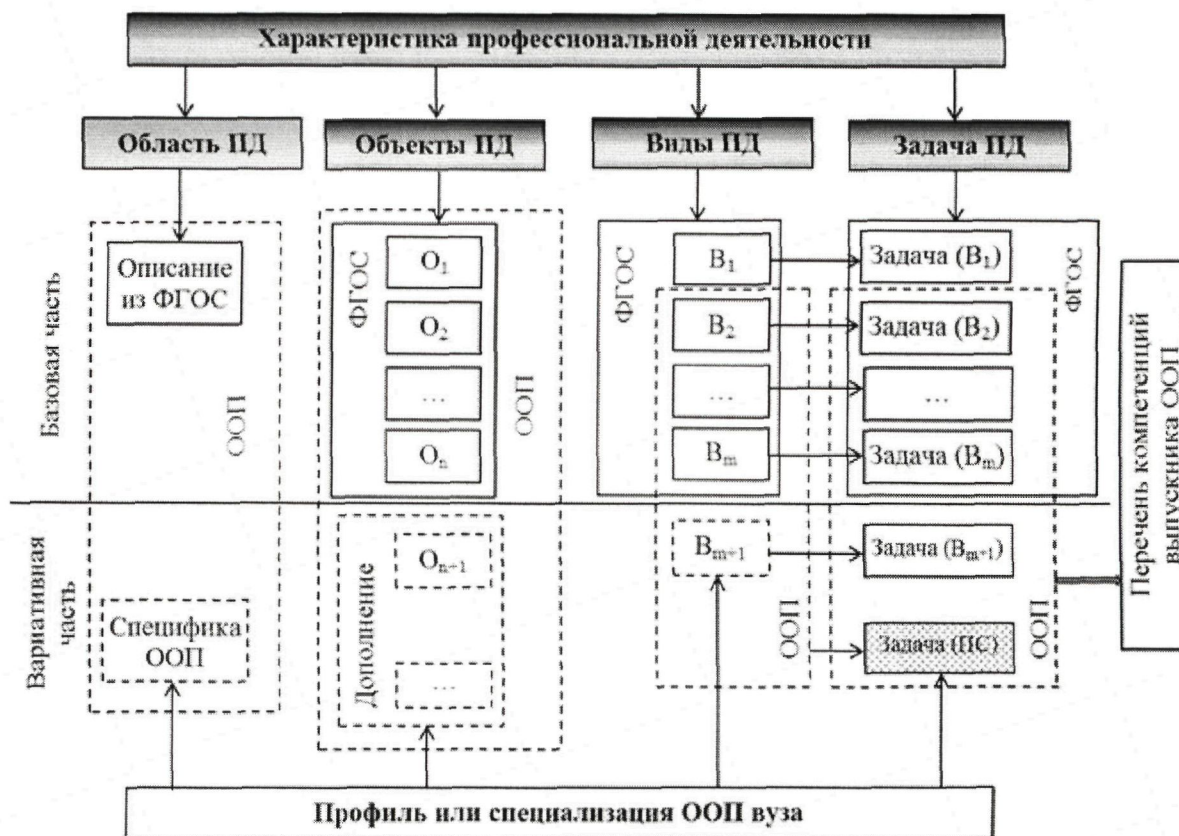 Характеристика профессиональной деятельности
Область ПД
Объекты ПД
Виды ПД
Задача ПД
Базовая часть
Описание
из ФГОС
ООП
ФГОС
O₁
O₂
...
Oₙ
ООП
ФГОС
B₁
B₂
...
Bₘ
Задача (B₁)
Задача (B₂)
...
Задача (Bₘ)
ФГОС
Перечень компетенций
выпускника ООП
Вариативная
часть
Специфика
ООП
Дополнение
Oₙ₊₁
...
Bₘ₊₁
ООП
Задача (Bₘ₊₁)
Задача (ПС)
ООП
Профиль или специализация ООП вуза